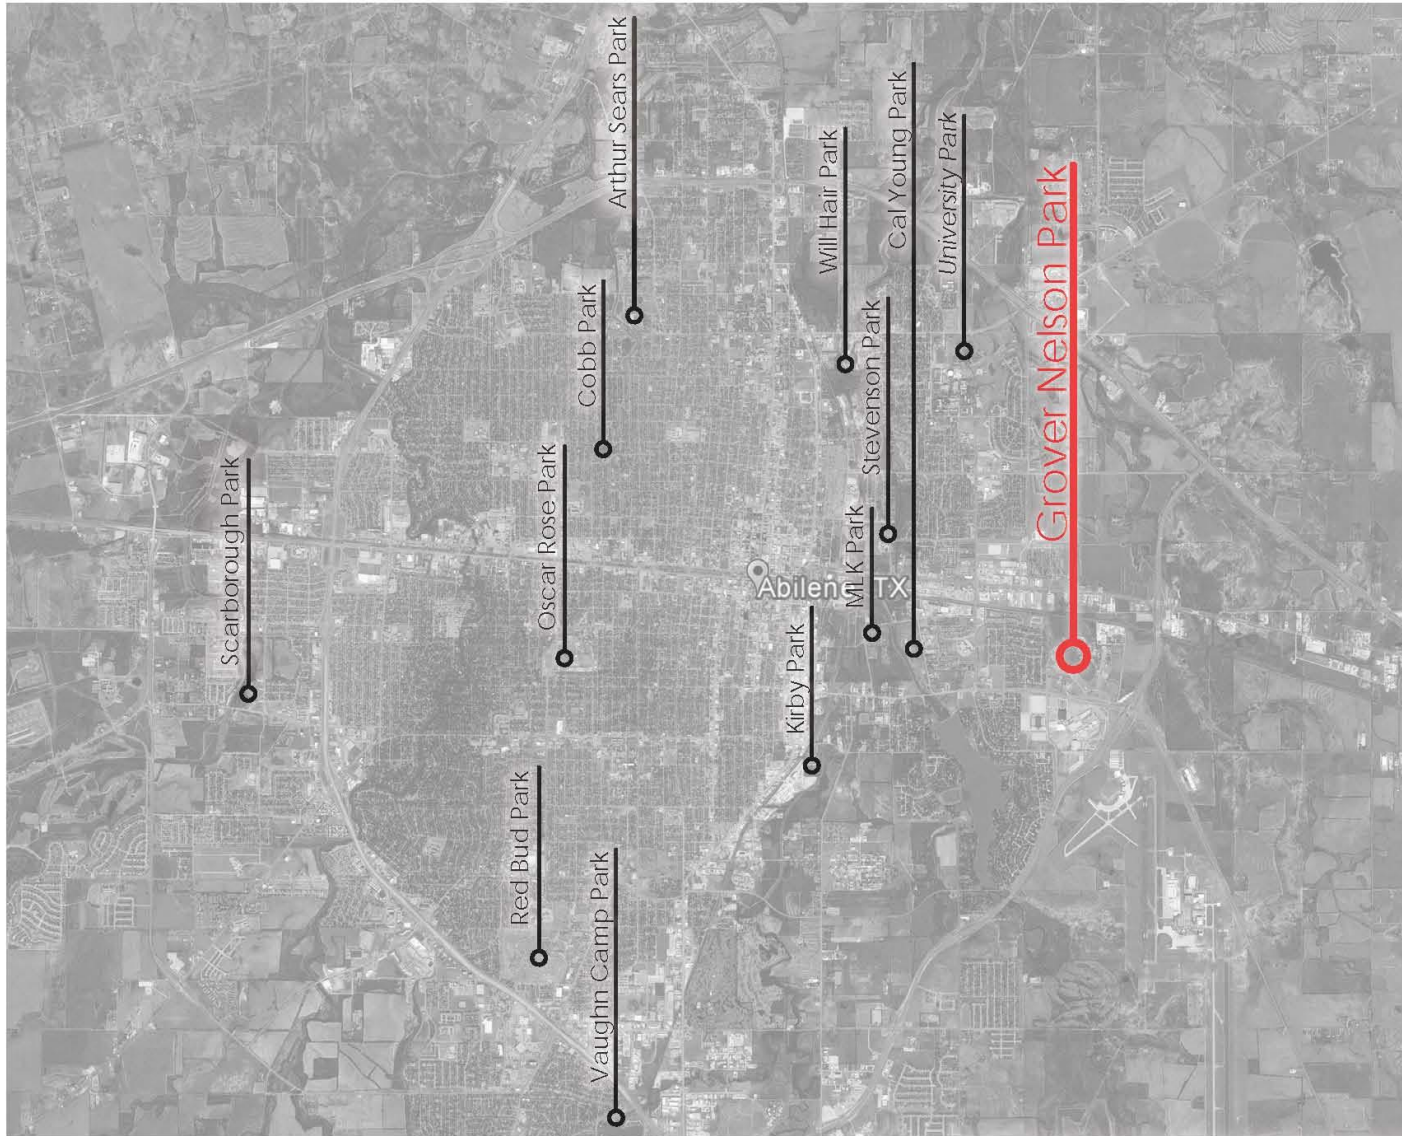 Scarborough Park
Red Bud Park
Oscar Rose Park
Cobb Park
Vaughn Camp Park
Arthur Sears Park
Abilene, TX
Kirby Park
Will Hair Park
MLK Park
Stevenson Park
Cal Young Park
University Park
Grover Nelson Park